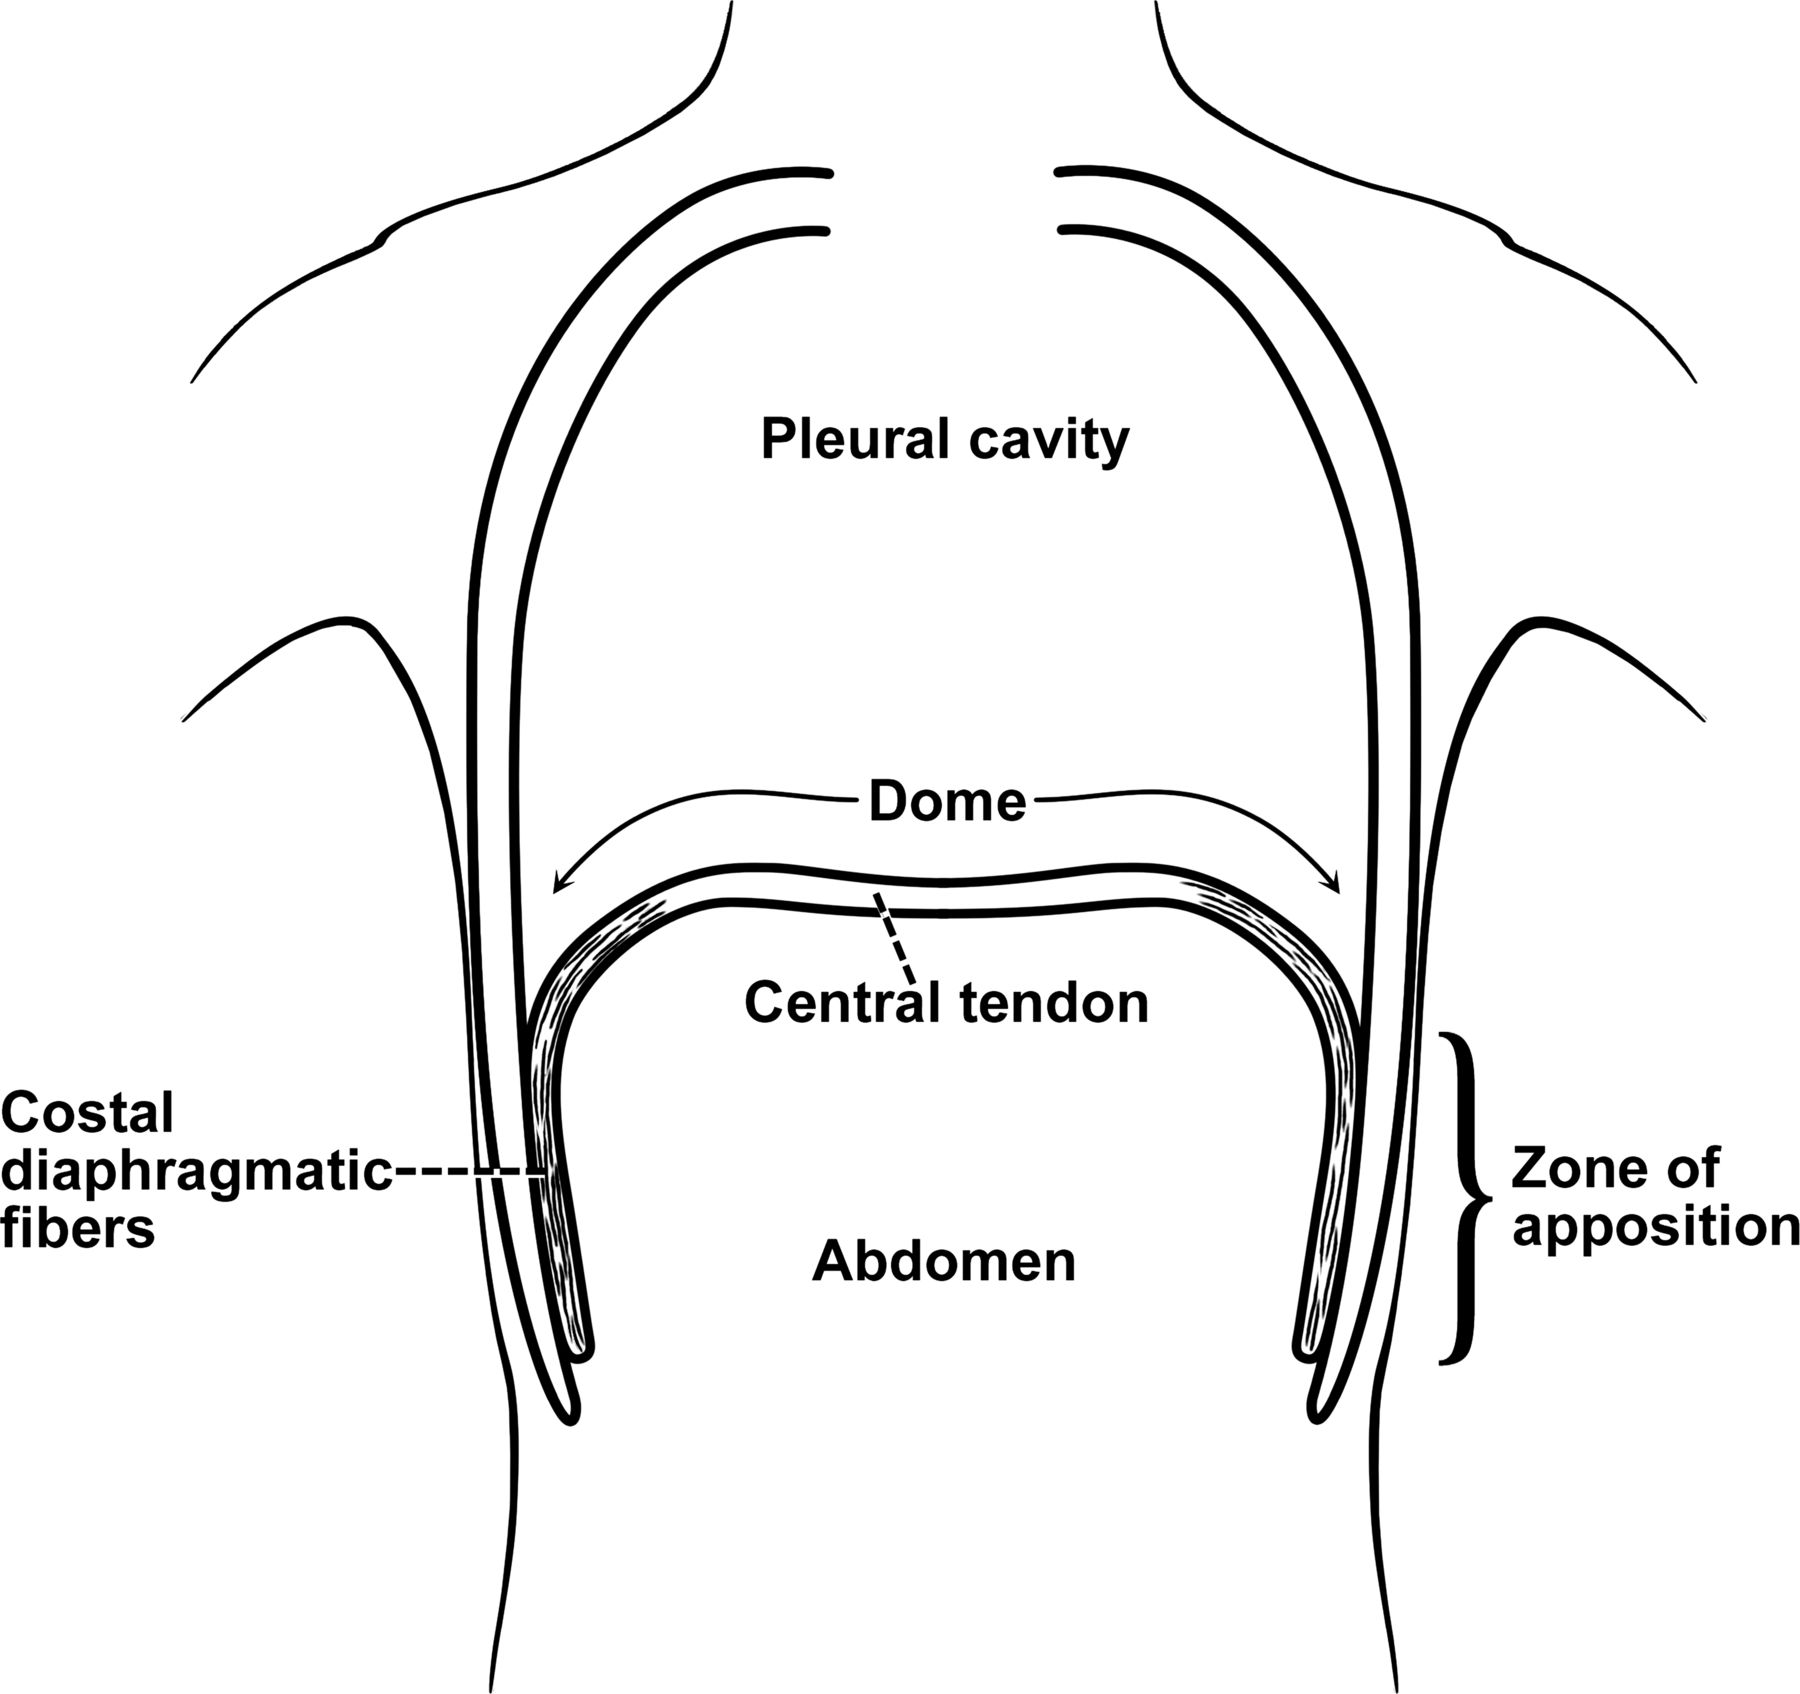 Pleural cavity
Dome
Central tendon
Costal
diaphragmatic
fibers
Zone of
apposition
Abdomen